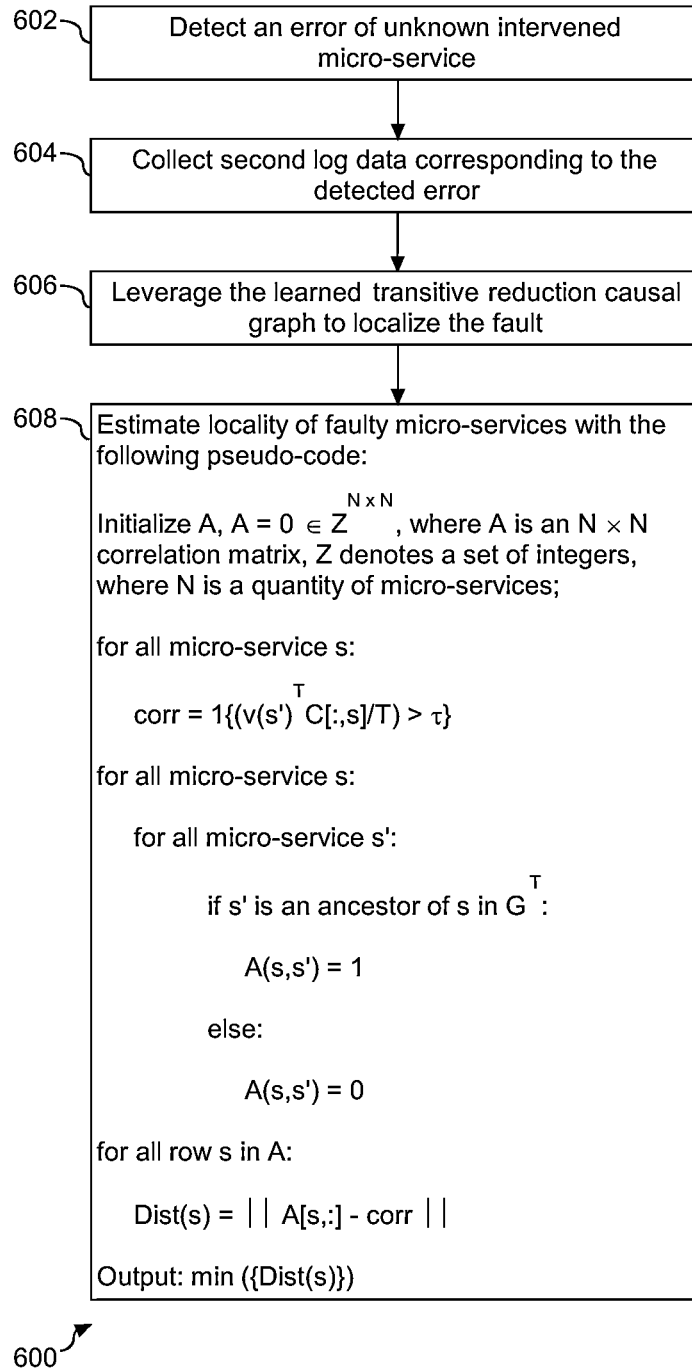 602
Detect an error of unknown intervened
micro-service
604
Collect second log data corresponding to the
detected error
606
Leverage the learned transitive reduction causal
graph to localize the fault
608
Estimate locality of faulty micro-services with the
following pseudo-code:
Initialize A, A = 0 ∈ Z^{N x N}, where A is an N × N
correlation matrix, Z denotes a set of integers,
where N is a quantity of micro-services;
for all micro-service s:
corr = 1{(v(s')^T C[:,s]/T) > τ}
for all micro-service s:
for all micro-service s':
if s' is an ancestor of s in G^T:
A(s,s') = 1
else:
A(s,s') = 0
for all row s in A:
Dist(s) = || A[s,:] - corr ||
Output: min ({Dist(s)})
600